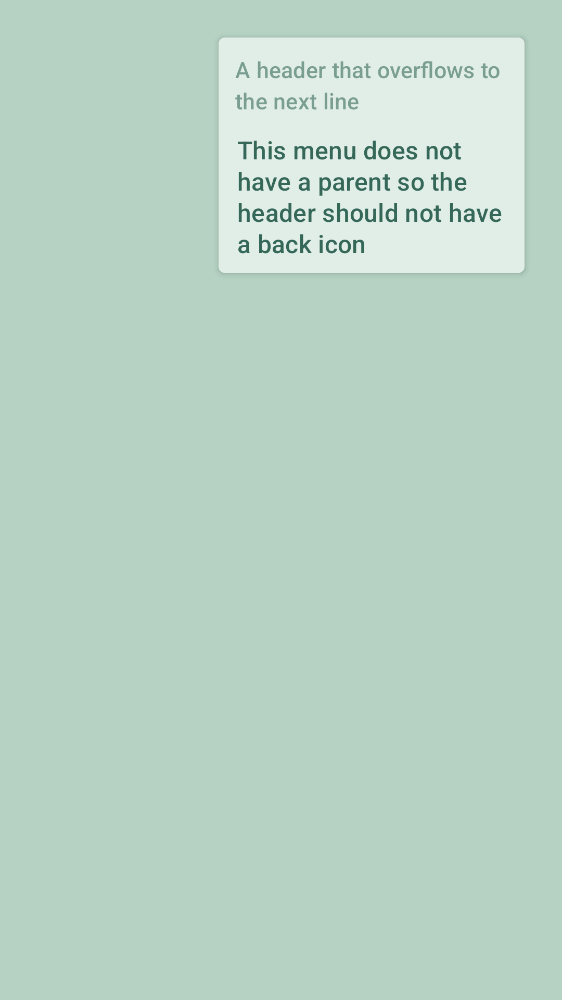 A header that overflows to
the next line
This menu does not
have a parent so the
header should not have
a back icon